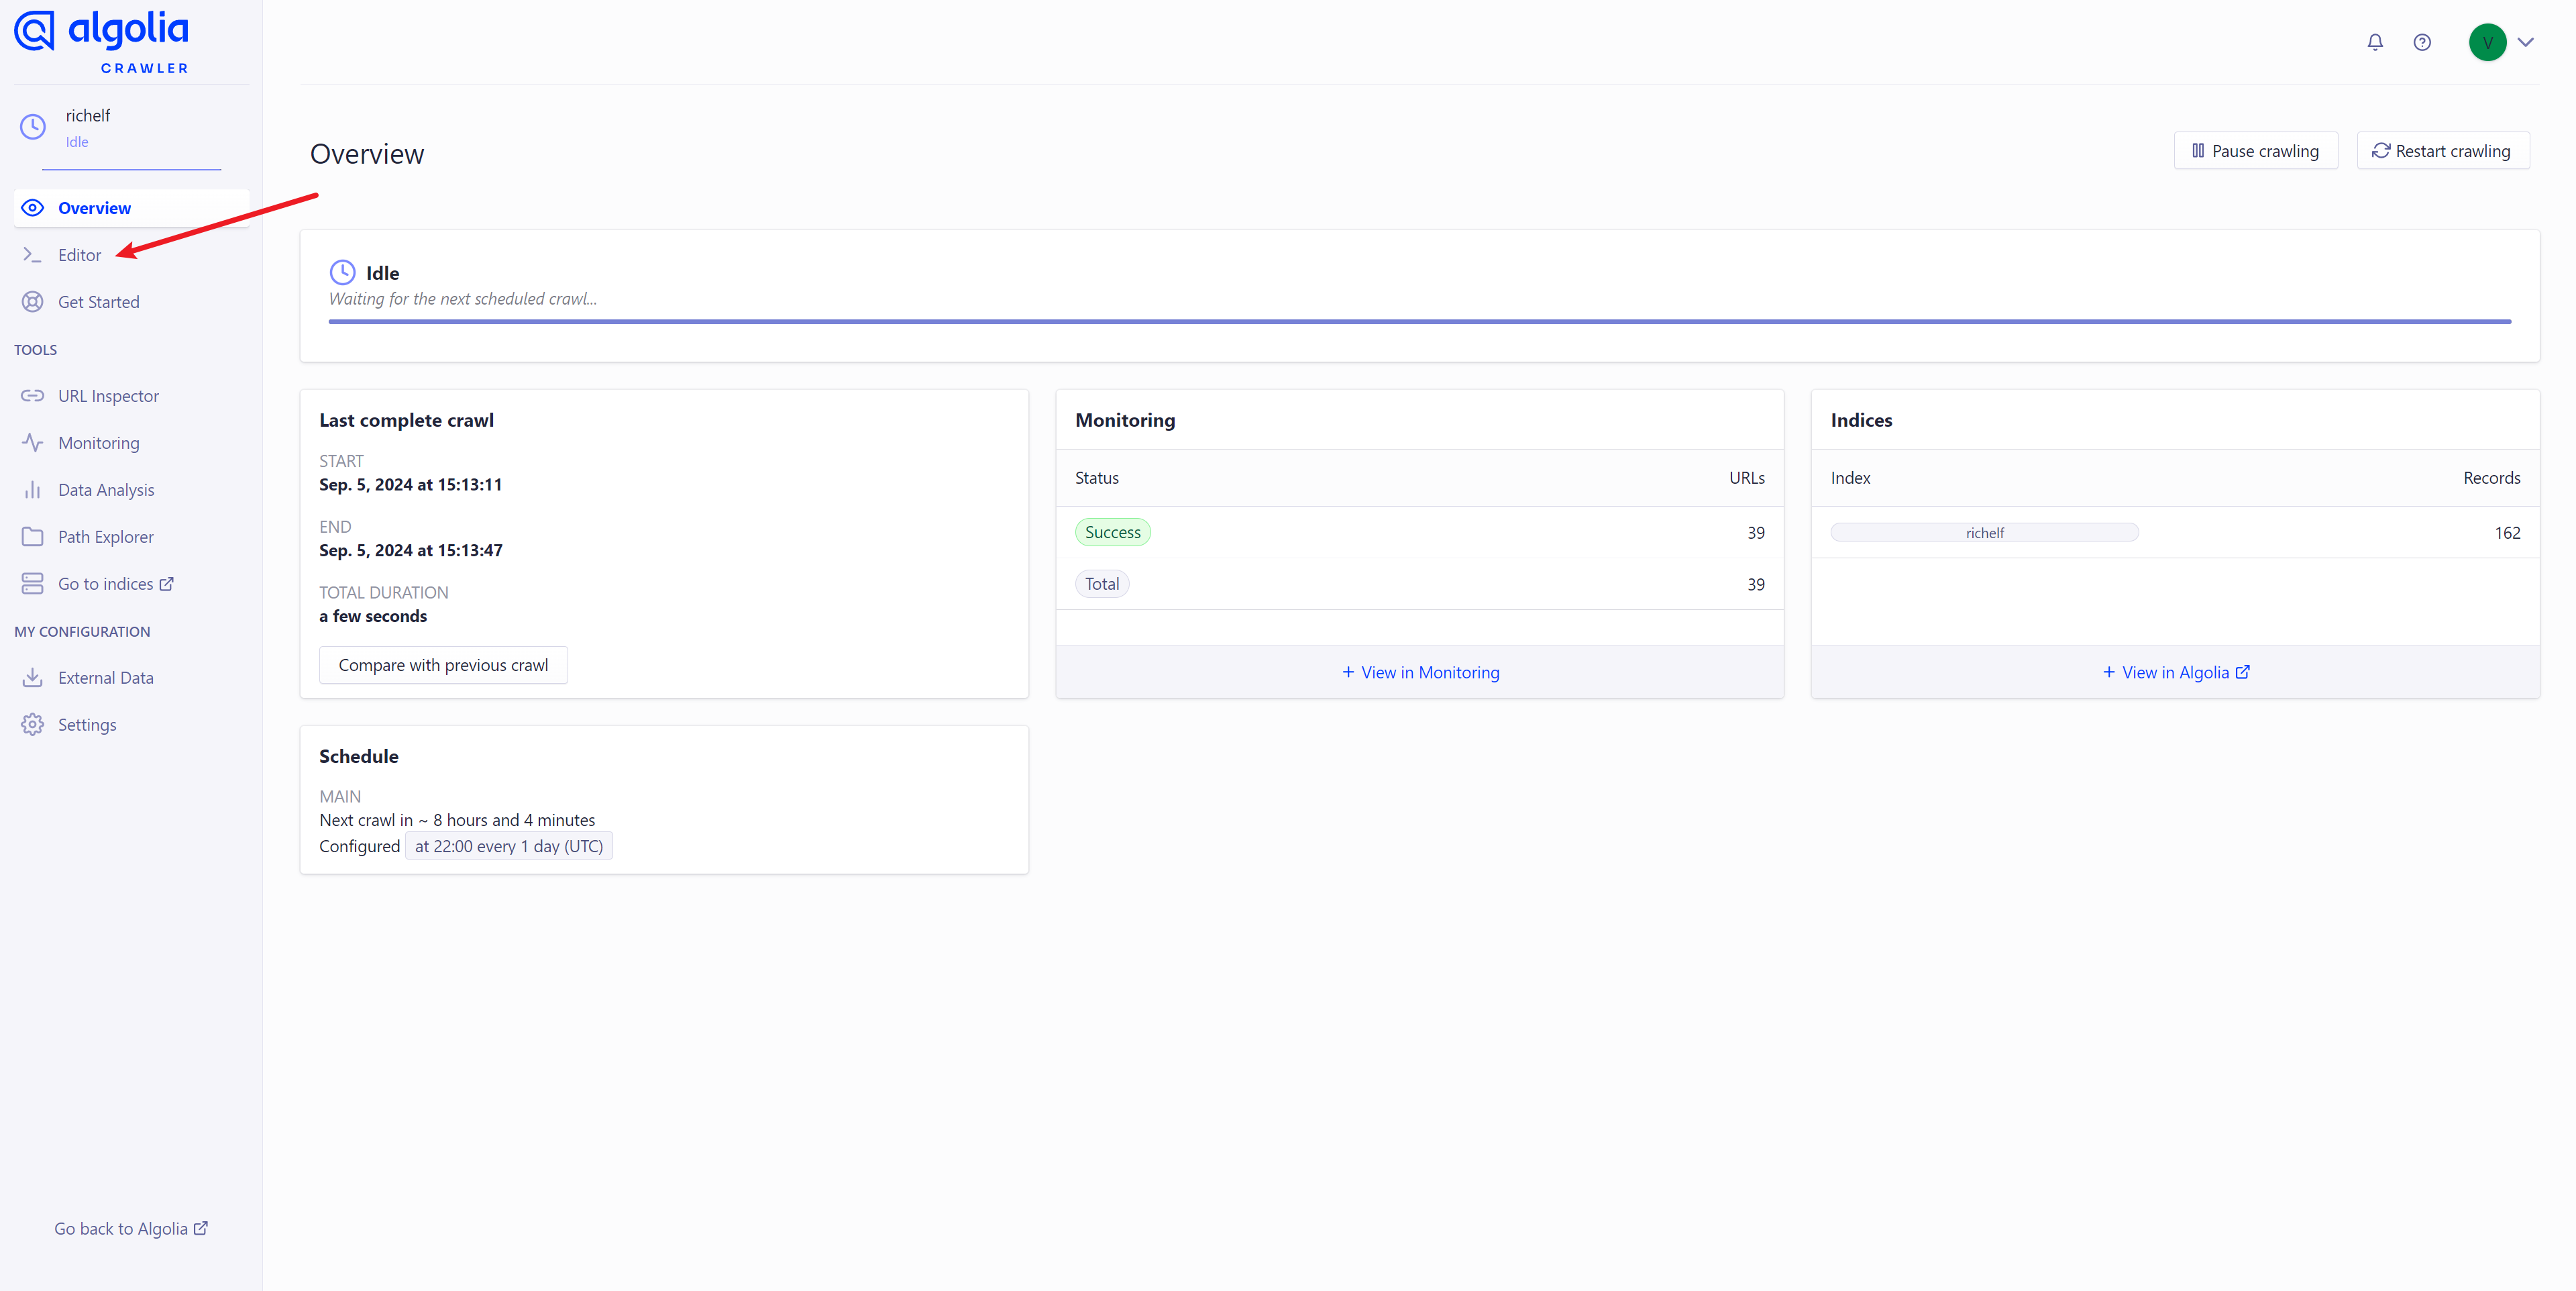 algolia
CRAWLER
richelf
Idle
Overview
Editor
Get Started
TOOLS
URL Inspector
Monitoring
Data Analysis
Path Explorer
Go to indices
MY CONFIGURATION
External Data
Settings
Go back to Algolia
V
Overview
Pause crawling
Restart crawling
Idle
Waiting for the next scheduled crawl...
Last complete crawl
START
Sep. 5, 2024 at 15:13:11
END
Sep. 5, 2024 at 15:13:47
TOTAL DURATION
a few seconds
Compare with previous crawl
Monitoring
Status URLs
Success 39
Total 39
+ View in Monitoring
Indices
Index Records
richelf 162
+ View in Algolia
Schedule
MAIN
Next crawl in ~ 8 hours and 4 minutes
Configured at 22:00 every 1 day (UTC)